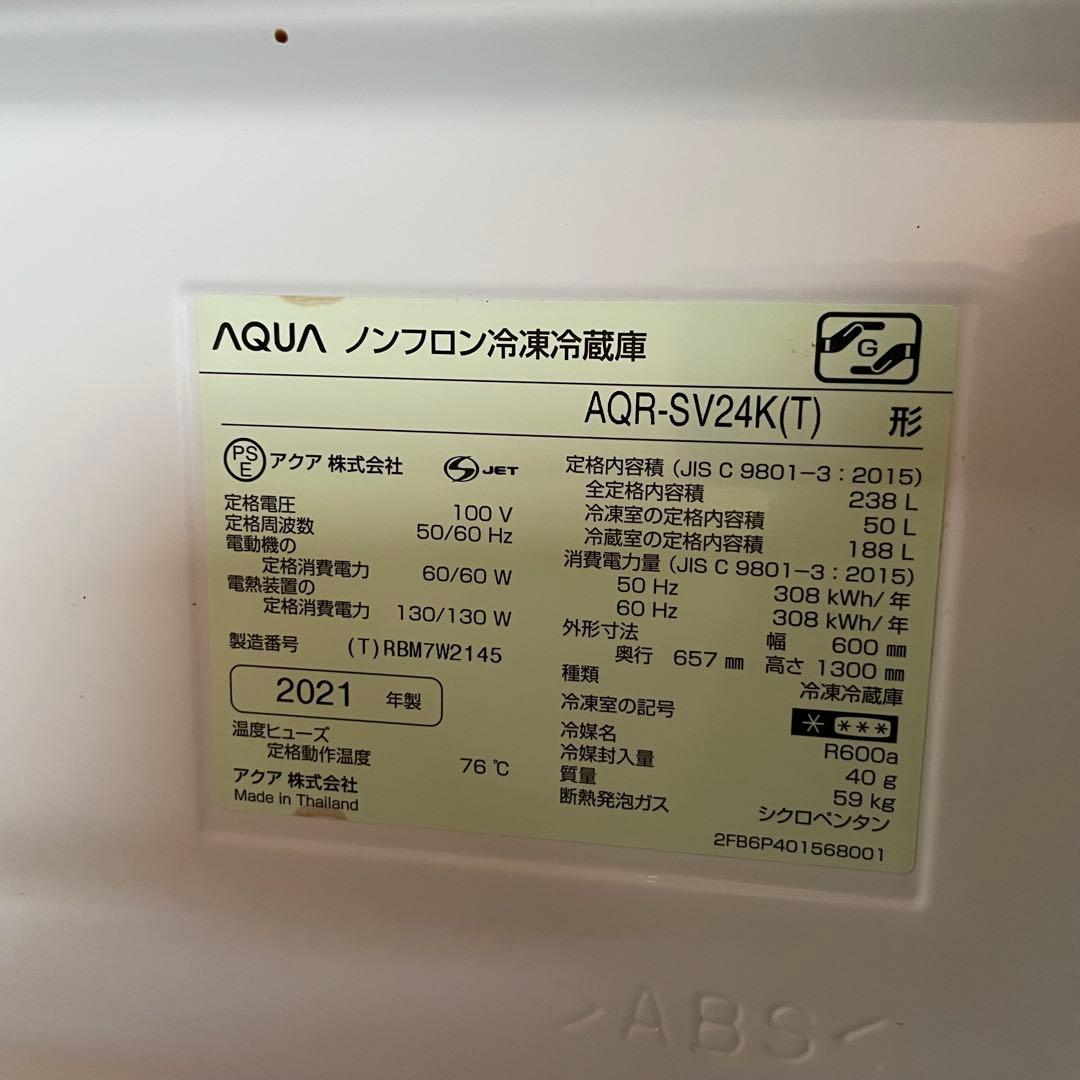 AQUA ノンフロン冷凍冷蔵庫
G
AQR-SV24K(T) 形
PS
E
アクア 株式会社
S JET
定格電圧 100 V
定格周波数 50/60 Hz
電動機の
定格消費電力 60/60 W
電熱装置の
定格消費電力 130/130 W
製造番号 (T)RBM7W2145
2021 年製
温度ヒューズ
定格動作温度 76 ℃
アクア 株式会社
Made in Thailand
定格内容積 (JIS C 9801-3 : 2015)
全定格内容積 238 L
冷凍室の定格内容積 50 L
冷蔵室の定格内容積 188 L
消費電力量 (JIS C 9801-3 : 2015)
50 Hz 308 kWh/年
60 Hz 308 kWh/年
外形寸法 幅 600 ㎜
奥行 657 ㎜ 高さ 1300 ㎜
種類 冷凍冷蔵庫
冷凍室の記号 * ***
冷媒名 R600a
冷媒封入量 40 g
質量 59 kg
断熱発泡ガス シクロペンタン
2FB6P401568001
>ABS<